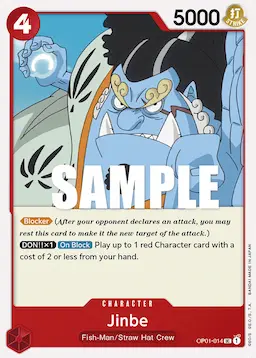 4
5000
打
STRIKE
SAMPLE
Blocker (After your opponent declares an attack, you may
rest this card to make it the new target of the attack.)
DON!!×1 On Block Play up to 1 red Character card with a
cost of 2 or less from your hand.
CHARACTER
Jinbe
Fish-Man/Straw Hat Crew
OP01-014